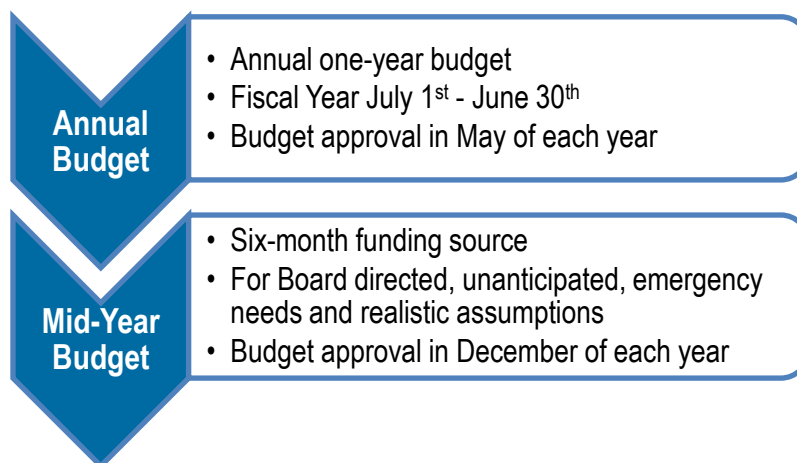 Annual
Budget
• Annual one-year budget
• Fiscal Year July 1st - June 30th
• Budget approval in May of each year
Mid-Year
Budget
• Six-month funding source
• For Board directed, unanticipated, emergency
needs and realistic assumptions
• Budget approval in December of each year